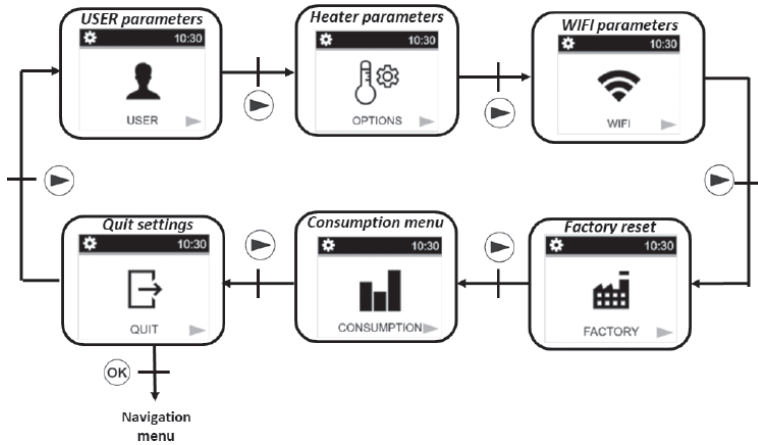 USER parameters
10:30
USER
Heater parameters
10:30
OPTIONS
WIFI parameters
10:30
WIFI
Quit settings
10:30
QUIT
Consumption menu
10:30
CONSUMPTION
Factory reset
10:30
FACTORY
OK
Navigation
menu